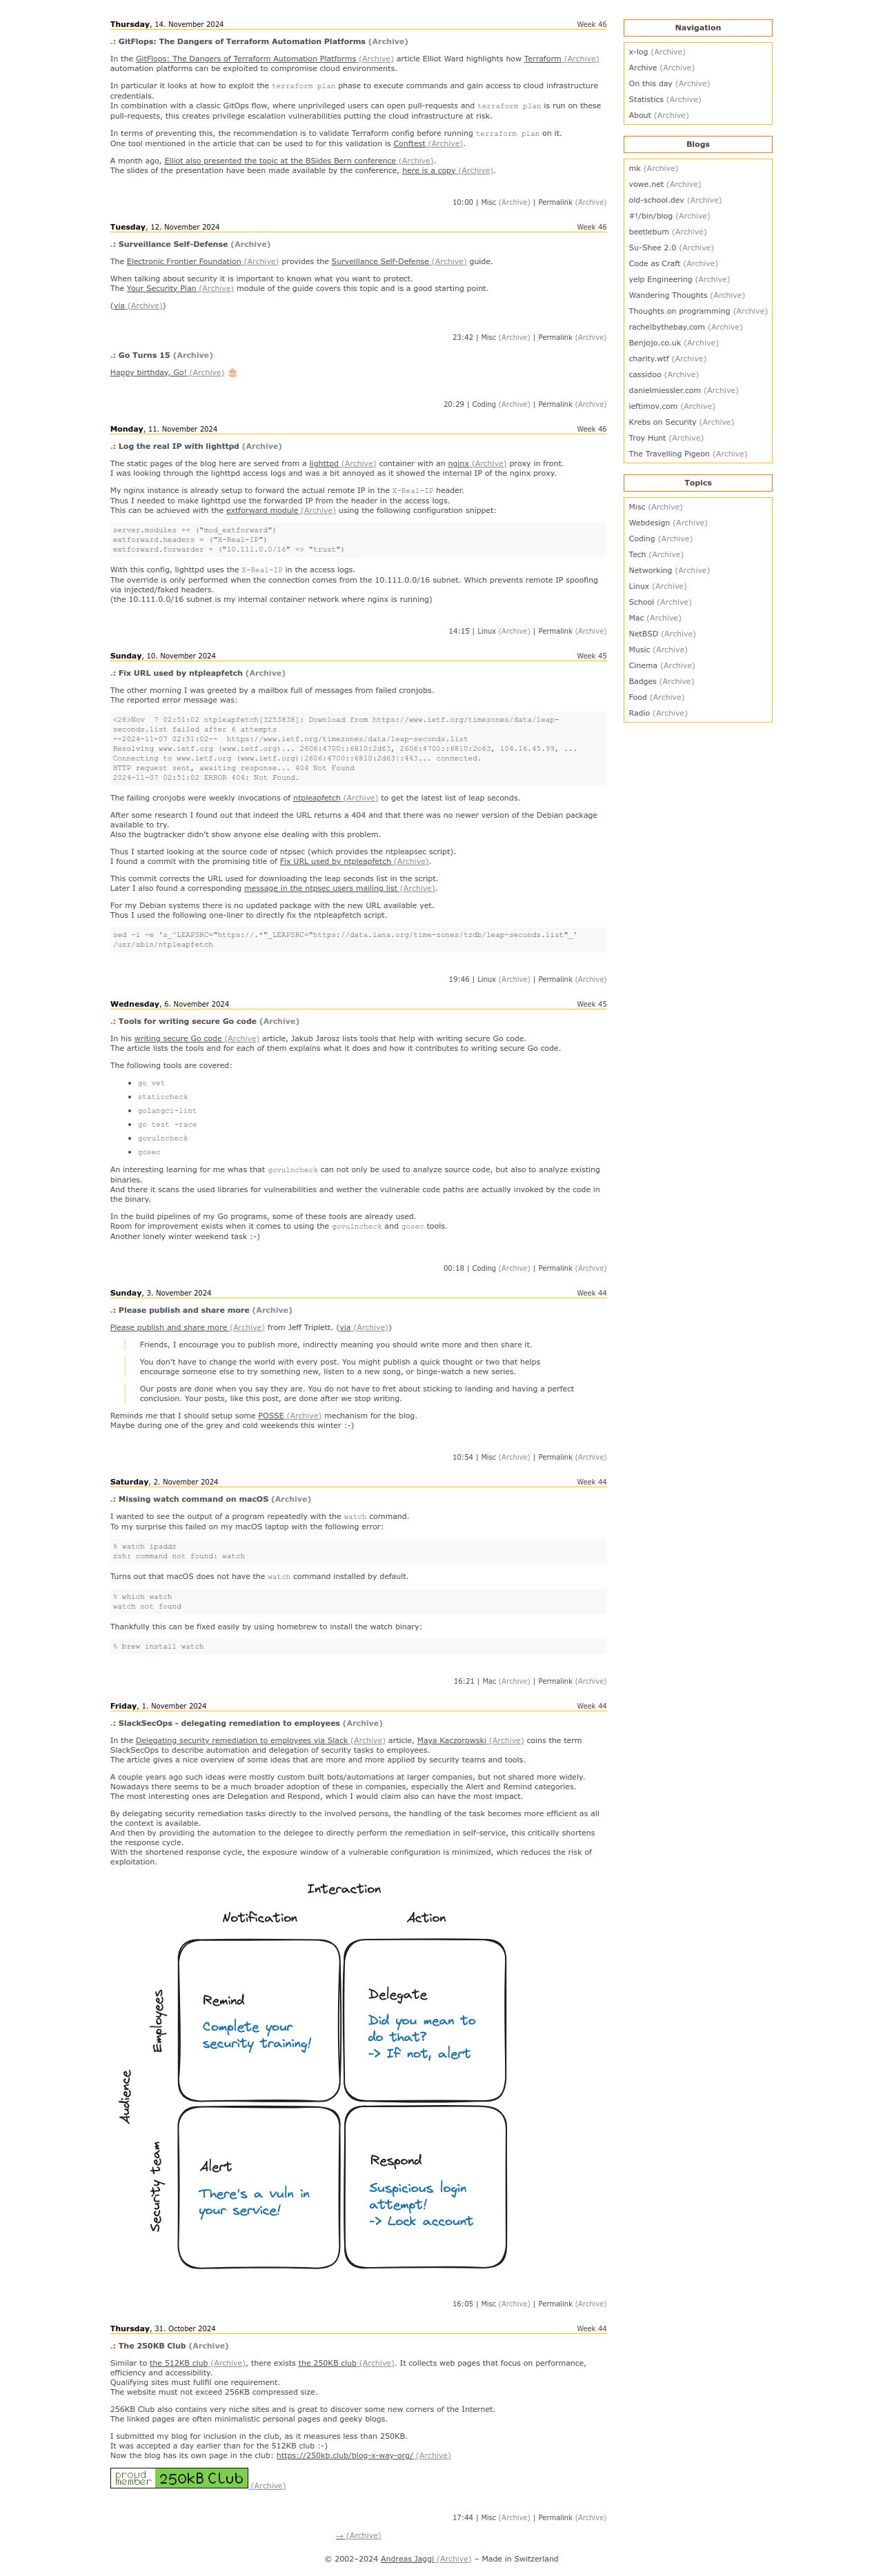 Thursday, 14. November 2024 Week 46
.: GitFlops: The Dangers of Terraform Automation Platforms (Archive)
In the GitFlops: The Dangers of Terraform Automation Platforms (Archive) article Elliot Ward highlights how Terraform (Archive)
automation platforms can be exploited to compromise cloud environments.
In particular it looks at how to exploit the terraform plan phase to execute commands and gain access to cloud infrastructure
credentials.
In combination with a classic GitOps flow, where unprivileged users can open pull-requests and terraform plan is run on these
pull-requests, this creates privilege escalation vulnerabilities putting the cloud infrastructure at risk.
In terms of preventing this, the recommendation is to validate Terraform config before running terraform plan on it.
One tool mentioned in the article that can be used to for this validation is Conftest (Archive).
A month ago, Elliot also presented the topic at the BSides Bern conference (Archive).
The slides of the presentation have been made available by the conference, here is a copy (Archive).
10:00 | Misc (Archive) | Permalink (Archive)
Tuesday, 12. November 2024 Week 46
.: Surveillance Self-Defense (Archive)
The Electronic Frontier Foundation (Archive) provides the Surveillance Self-Defense (Archive) guide.
When talking about security it is important to known what you want to protect.
The Your Security Plan (Archive) module of the guide covers this topic and is a good starting point.
(via (Archive))
23:42 | Misc (Archive) | Permalink (Archive)
.: Go Turns 15 (Archive)
Happy birthday, Go! (Archive) 🎂
20:29 | Coding (Archive) | Permalink (Archive)
Monday, 11. November 2024 Week 46
.: Log the real IP with lighttpd (Archive)
The static pages of the blog here are served from a lighttpd (Archive) container with an nginx (Archive) proxy in front.
I was looking through the lighttpd access logs and was a bit annoyed as it showed the internal IP of the nginx proxy.
My nginx instance is already setup to forward the actual remote IP in the X-Real-IP header.
Thus I needed to make lighttpd use the forwarded IP from the header in the access logs.
This can be achieved with the extforward module (Archive) using the following configuration snippet:
server.modules += ("mod_extforward")
extforward.headers = ("X-Real-IP")
extforward.forwarder = ("10.111.0.0/16" => "trust")
With this config, lighttpd uses the X-Real-IP in the access logs.
The override is only performed when the connection comes from the 10.111.0.0/16 subnet. Which prevents remote IP spoofing
via injected/faked headers.
(the 10.111.0.0/16 subnet is my internal container network where nginx is running)
14:15 | Linux (Archive) | Permalink (Archive)
Sunday, 10. November 2024 Week 45
.: Fix URL used by ntpleapfetch (Archive)
The other morning I was greeted by a mailbox full of messages from failed cronjobs.
The reported error message was:
<28>Nov  7 02:51:02 ntpleapfetch[3253838]: Download from https://www.ietf.org/timezones/data/leap-
seconds.list failed after 6 attempts
--2024-11-07 02:51:02--  https://www.ietf.org/timezones/data/leap-seconds.list
Resolving www.ietf.org (www.ietf.org)... 2606:4700::6810:2d63, 2606:4700::6810:2c63, 104.16.45.99, ...
Connecting to www.ietf.org (www.ietf.org)|2606:4700::6810:2d63|:443... connected.
HTTP request sent, awaiting response... 404 Not Found
2024-11-07 02:51:02 ERROR 404: Not Found.
The failing cronjobs were weekly invocations of ntpleapfetch (Archive) to get the latest list of leap seconds.
After some research I found out that indeed the URL returns a 404 and that there was no newer version of the Debian package
available to try.
Also the bugtracker didn't show anyone else dealing with this problem.
Thus I started looking at the source code of ntpsec (which provides the ntpleapsec script).
I found a commit with the promising title of Fix URL used by ntpleapfetch (Archive).
This commit corrects the URL used for downloading the leap seconds list in the script.
Later I also found a corresponding message in the ntpsec users mailing list (Archive).
For my Debian systems there is no updated package with the new URL available yet.
Thus I used the following one-liner to directly fix the ntpleapfetch script.
sed -i -e 's_^LEAPSRC="https://.*"_LEAPSRC="https://data.iana.org/time-zones/tzdb/leap-seconds.list"_'
/usr/sbin/ntpleapfetch
19:46 | Linux (Archive) | Permalink (Archive)
Wednesday, 6. November 2024 Week 45
.: Tools for writing secure Go code (Archive)
In his writing secure Go code (Archive) article, Jakub Jarosz lists tools that help with writing secure Go code.
The article lists the tools and for each of them explains what it does and how it contributes to writing secure Go code.
The following tools are covered:
• go vet
• staticcheck
• golangci-lint
• go test -race
• govulncheck
• gosec
An interesting learning for me whas that govulncheck can not only be used to analyze source code, but also to analyze existing
binaries.
And there it scans the used libraries for vulnerabilities and wether the vulnerable code paths are actually invoked by the code in
the binary.
In the build pipelines of my Go programs, some of these tools are already used.
Room for improvement exists when it comes to using the govulncheck and gosec tools.
Another lonely winter weekend task :-)
00:18 | Coding (Archive) | Permalink (Archive)
Sunday, 3. November 2024 Week 44
.: Please publish and share more (Archive)
Please publish and share more (Archive) from Jeff Triplett. (via (Archive))
Friends, I encourage you to publish more, indirectly meaning you should write more and then share it.
You don't have to change the world with every post. You might publish a quick thought or two that helps
encourage someone else to try something new, listen to a new song, or binge-watch a new series.
Our posts are done when you say they are. You do not have to fret about sticking to landing and having a perfect
conclusion. Your posts, like this post, are done after we stop writing.
Reminds me that I should setup some POSSE (Archive) mechanism for the blog.
Maybe during one of the grey and cold weekends this winter :-)
10:54 | Misc (Archive) | Permalink (Archive)
Saturday, 2. November 2024 Week 44
.: Missing watch command on macOS (Archive)
I wanted to see the output of a program repeatedly with the watch command.
To my surprise this failed on my macOS laptop with the following error:
% watch ipaddr
zsh: command not found: watch
Turns out that macOS does not have the watch command installed by default.
% which watch
watch not found
Thankfully this can be fixed easily by using homebrew to install the watch binary:
% brew install watch
16:21 | Mac (Archive) | Permalink (Archive)
Friday, 1. November 2024 Week 44
.: SlackSecOps - delegating remediation to employees (Archive)
In the Delegating security remediation to employees via Slack (Archive) article, Maya Kaczorowski (Archive) coins the term
SlackSecOps to describe automation and delegation of security tasks to employees.
The article gives a nice overview of some ideas that are more and more applied by security teams and tools.
A couple years ago such ideas were mostly custom built bots/automations at larger companies, but not shared more widely.
Nowadays there seems to be a much broader adoption of these in companies, especially the Alert and Remind categories.
The most interesting ones are Delegation and Respond, which I would claim also can have the most impact.
By delegating security remediation tasks directly to the involved persons, the handling of the task becomes more efficient as all
the context is available.
And then by providing the automation to the delegee to directly perform the remediation in self-service, this critically shortens
the response cycle.
With the shortened response cycle, the exposure window of a vulnerable configuration is minimized, which reduces the risk of
exploitation.
Interaction
Notification Action
Audience
Employees
Security team
Remind
Complete your
security training!
Delegate
Did you mean to
do that?
-> If not, alert
Alert
There's a vuln in
your service!
Respond
Suspicious login
attempt!
-> Lock account
16:05 | Misc (Archive) | Permalink (Archive)
Thursday, 31. October 2024 Week 44
.: The 250KB Club (Archive)
Similar to the 512KB club (Archive), there exists the 250KB club (Archive). It collects web pages that focus on performance,
efficiency and accessibility.
Qualifying sites must fullfil one requirement.
The website must not exceed 256KB compressed size.
256KB Club also contains very niche sites and is great to discover some new corners of the Internet.
The linked pages are often minimalistic personal pages and geeky blogs.
I submitted my blog for inclusion in the club, as it measures less than 250KB.
It was accepted a day earlier than for the 512KB club :-)
Now the blog has its own page in the club: https://250kb.club/blog-x-way-org/ (Archive)
proud member 250kB Club (Archive)
17:44 | Misc (Archive) | Permalink (Archive)
→ (Archive)
Navigation
x-log (Archive)
Archive (Archive)
On this day (Archive)
Statistics (Archive)
About (Archive)
Blogs
mk (Archive)
vowe.net (Archive)
old-school.dev (Archive)
#!/bin/blog (Archive)
beetlebum (Archive)
Su-Shee 2.0 (Archive)
Code as Craft (Archive)
yelp Engineering (Archive)
Wandering Thoughts (Archive)
Thoughts on programming (Archive)
rachelbythebay.com (Archive)
Benjojo.co.uk (Archive)
charity.wtf (Archive)
cassidoo (Archive)
danielmiessler.com (Archive)
ieftimov.com (Archive)
Krebs on Security (Archive)
Troy Hunt (Archive)
The Travelling Pigeon (Archive)
Topics
Misc (Archive)
Webdesign (Archive)
Coding (Archive)
Tech (Archive)
Networking (Archive)
Linux (Archive)
School (Archive)
Mac (Archive)
NetBSD (Archive)
Music (Archive)
Cinema (Archive)
Badges (Archive)
Food (Archive)
Radio (Archive)
© 2002–2024 Andreas Jaggi (Archive) – Made in Switzerland